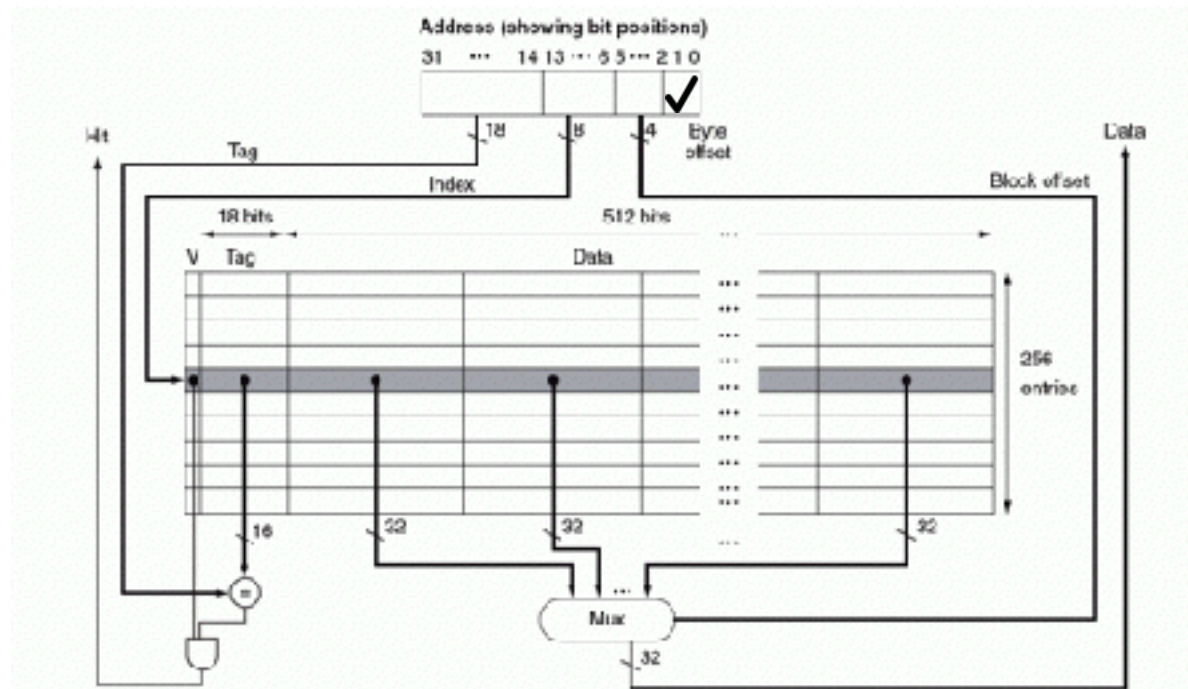 Address (showing bit positions)
31 ... 14 13 ... 6 5 ... 2 1 0
18 8 4 Byte offset
Hit
Data
Tag
Index
Block offset
18 bits
512 bits
...
V Tag Data
...
...
...
...
...
...
...
...
...
...
256 entries
16 32 32 32
...
=
...
Mux
32